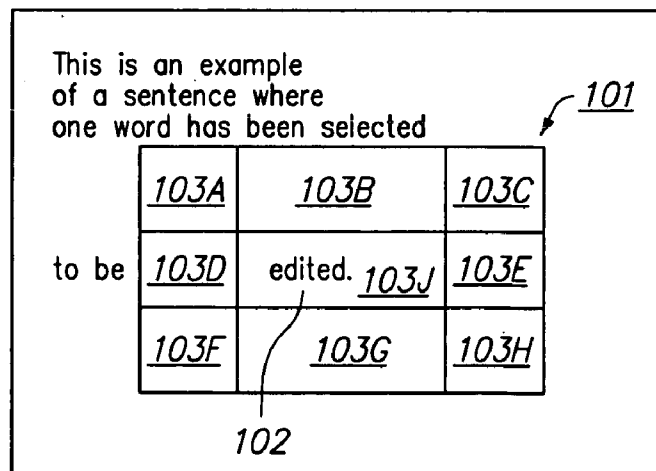 This is an example
of a sentence where
one word has been selected
101
103A 103B 103C
to be 103D edited. 103J 103E
103F 103G 103H
102